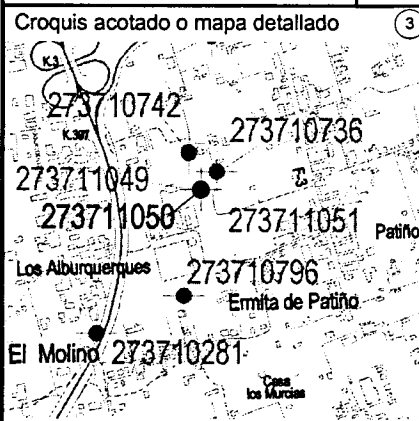 Croquis acotado o mapa detallado 3
K.3
273710742
K.397
273710736
273711049
273711050
273711051
Patiño
Los Alburquerques
273710796
Ermita de Patiño
El Molino 273710281
Casa
los Murcias